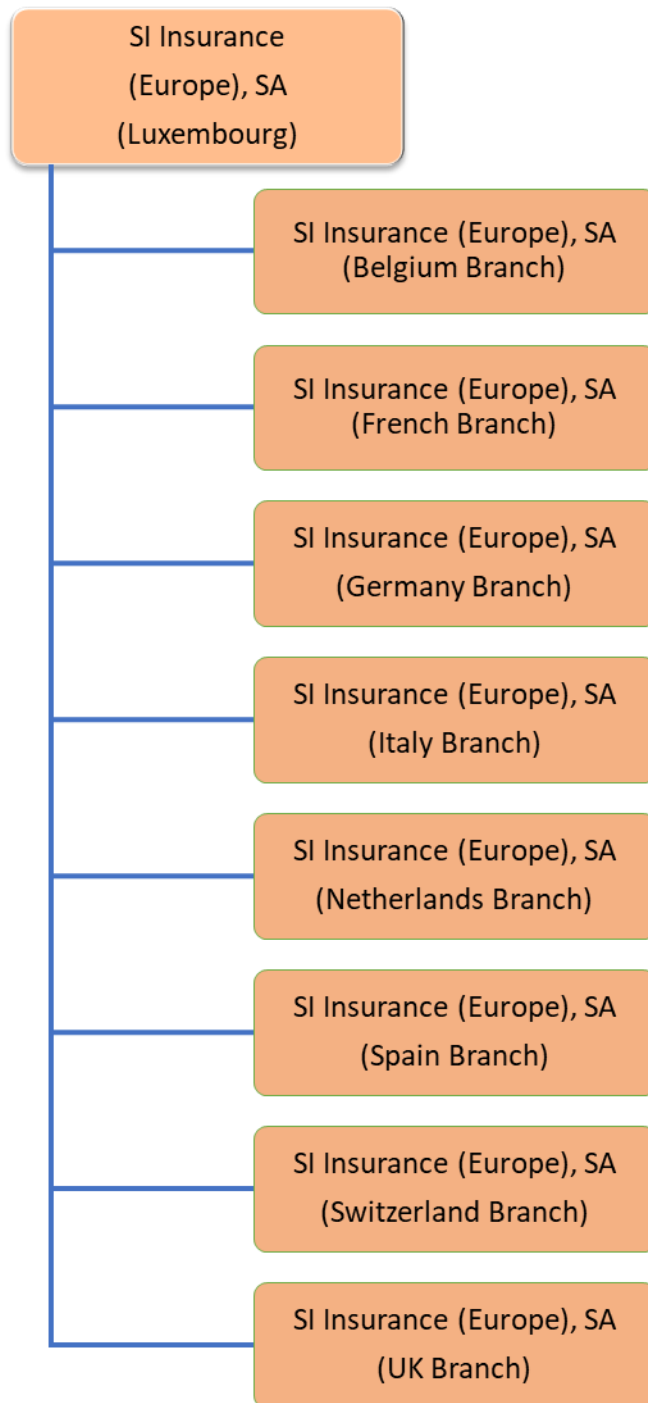 SI Insurance
(Europe), SA
(Luxembourg)
SI Insurance (Europe), SA
(Belgium Branch)
SI Insurance (Europe), SA
(French Branch)
SI Insurance (Europe), SA
(Germany Branch)
SI Insurance (Europe), SA
(Italy Branch)
SI Insurance (Europe), SA
(Netherlands Branch)
SI Insurance (Europe), SA
(Spain Branch)
SI Insurance (Europe), SA
(Switzerland Branch)
SI Insurance (Europe), SA
(UK Branch)